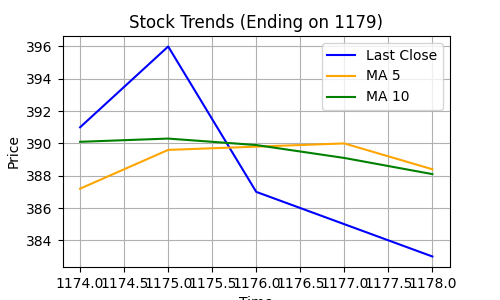 Stock Trends (Ending on 1179)
Last Close
MA 5
MA 10
Price
396
394
392
390
388
386
384
1174.0 1174.5 1175.0 1175.5 1176.0 1176.5 1177.0 1177.5 1178.0
Time